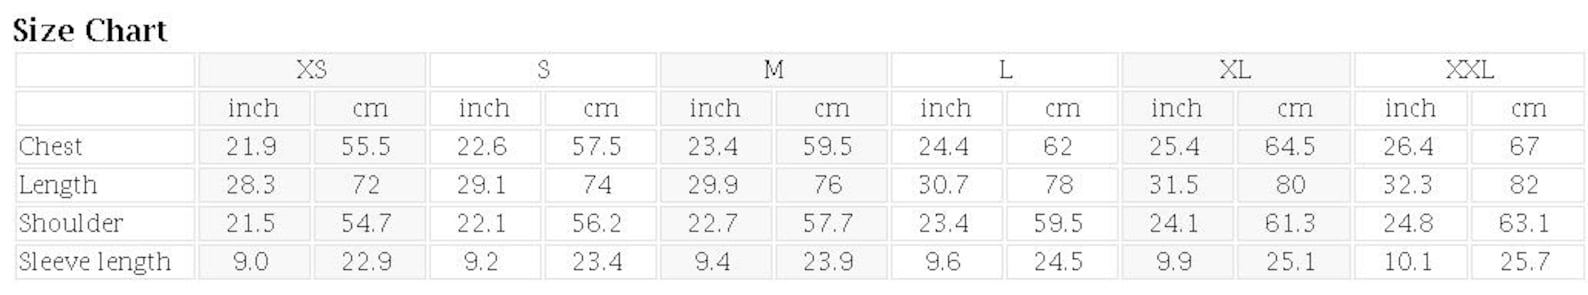 Size Chart
XS S M L XL XXL
inch cm inch cm inch cm inch cm inch cm inch cm
Chest 21.9 55.5 22.6 57.5 23.4 59.5 24.4 62 25.4 64.5 26.4 67
Length 28.3 72 29.1 74 29.9 76 30.7 78 31.5 80 32.3 82
Shoulder 21.5 54.7 22.1 56.2 22.7 57.7 23.4 59.5 24.1 61.3 24.8 63.1
Sleeve length 9.0 22.9 9.2 23.4 9.4 23.9 9.6 24.5 9.9 25.1 10.1 25.7